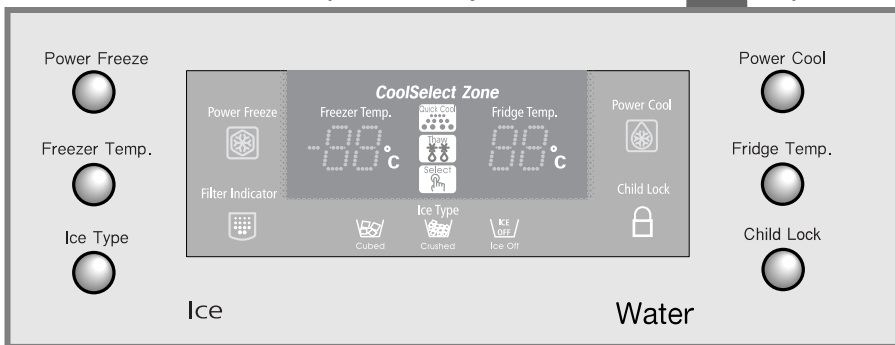 Power Freeze
Freezer Temp.
Ice Type
CoolSelect Zone
Power Freeze
Freezer Temp.
Quick Cool
Fridge Temp.
Power Cool
-88°C
Thaw
88°C
Select
Filter Indicator
Child Lock
Ice Type
Cubed
Crushed
ICE
OFF
Ice Off
Power Cool
Fridge Temp.
Child Lock
Ice
Water